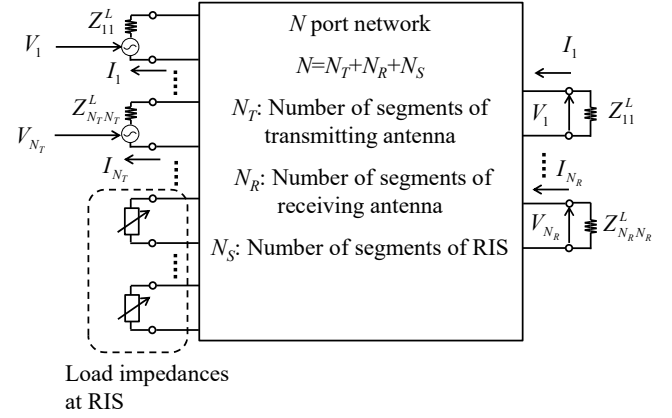 Z_{11}^L
V_1
I_1
Z_{N_T N_T}^L
V_{N_T}
I_{N_T}
Load impedances
at RIS
N port network
N=N_T+N_R+N_S
N_T: Number of segments of
transmitting antenna
N_R: Number of segments of
receiving antenna
N_S: Number of segments of RIS
I_1
V_1
Z_{11}^L
I_{N_R}
V_{N_R}
Z_{N_R N_R}^L